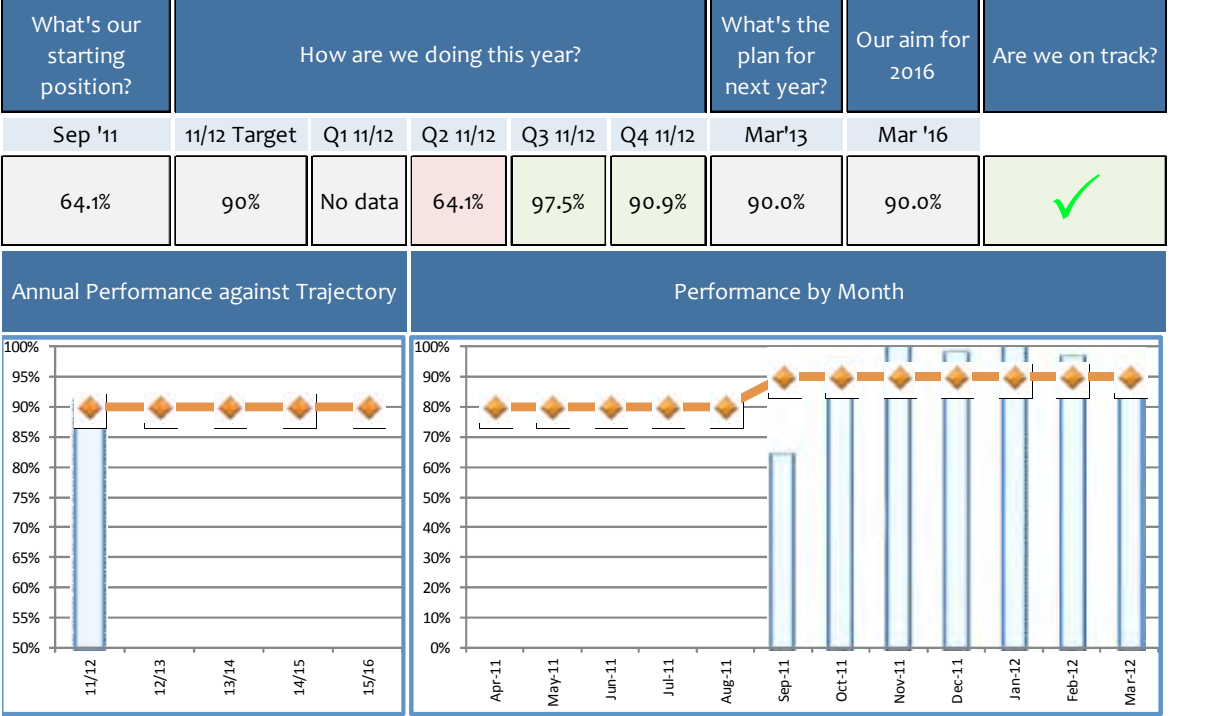 What's our
starting
position?
How are we doing this year?
What's the
plan for
next year?
Our aim for
2016
Are we on track?
Sep '11
11/12 Target
Q1 11/12
Q2 11/12
Q3 11/12
Q4 11/12
Mar'13
Mar '16
64.1%
90%
No data
64.1%
97.5%
90.9%
90.0%
90.0%
Annual Performance against Trajectory
Performance by Month
100%
95%
90%
85%
80%
75%
70%
65%
60%
55%
50%
11/12
12/13
13/14
14/15
15/16
100%
90%
80%
70%
60%
50%
40%
30%
20%
10%
0%
Apr-11
May-11
Jun-11
Jul-11
Aug-11
Sep-11
Oct-11
Nov-11
Dec-11
Jan-12
Feb-12
Mar-12